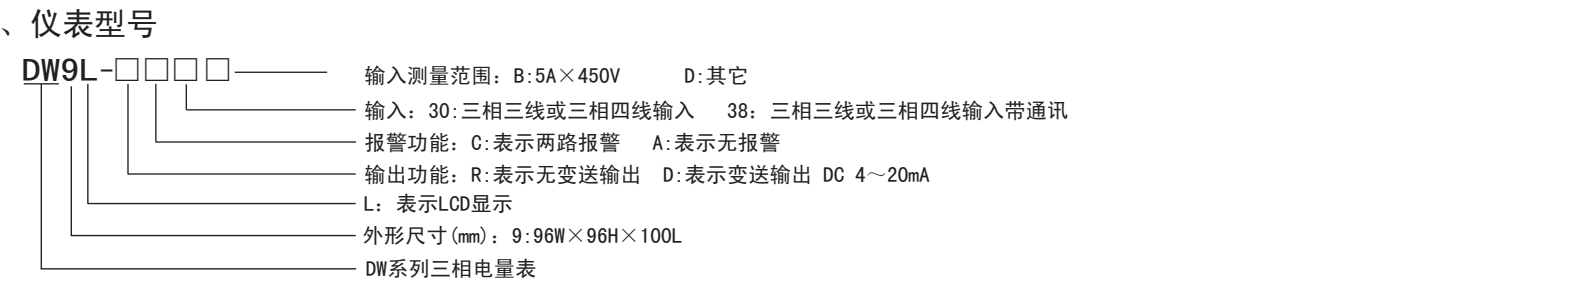 、仪表型号
DW9L-□□□□
输入测量范围：B:5A×450V D:其它
输入：30:三相三线或三相四线输入 38：三相三线或三相四线输入带通讯
报警功能：C:表示两路报警 A:表示无报警
输出功能：R:表示无变送输出 D:表示变送输出 DC 4～20mA
L：表示LCD显示
外形尺寸(mm)：9:96W×96H×100L
DW系列三相电量表